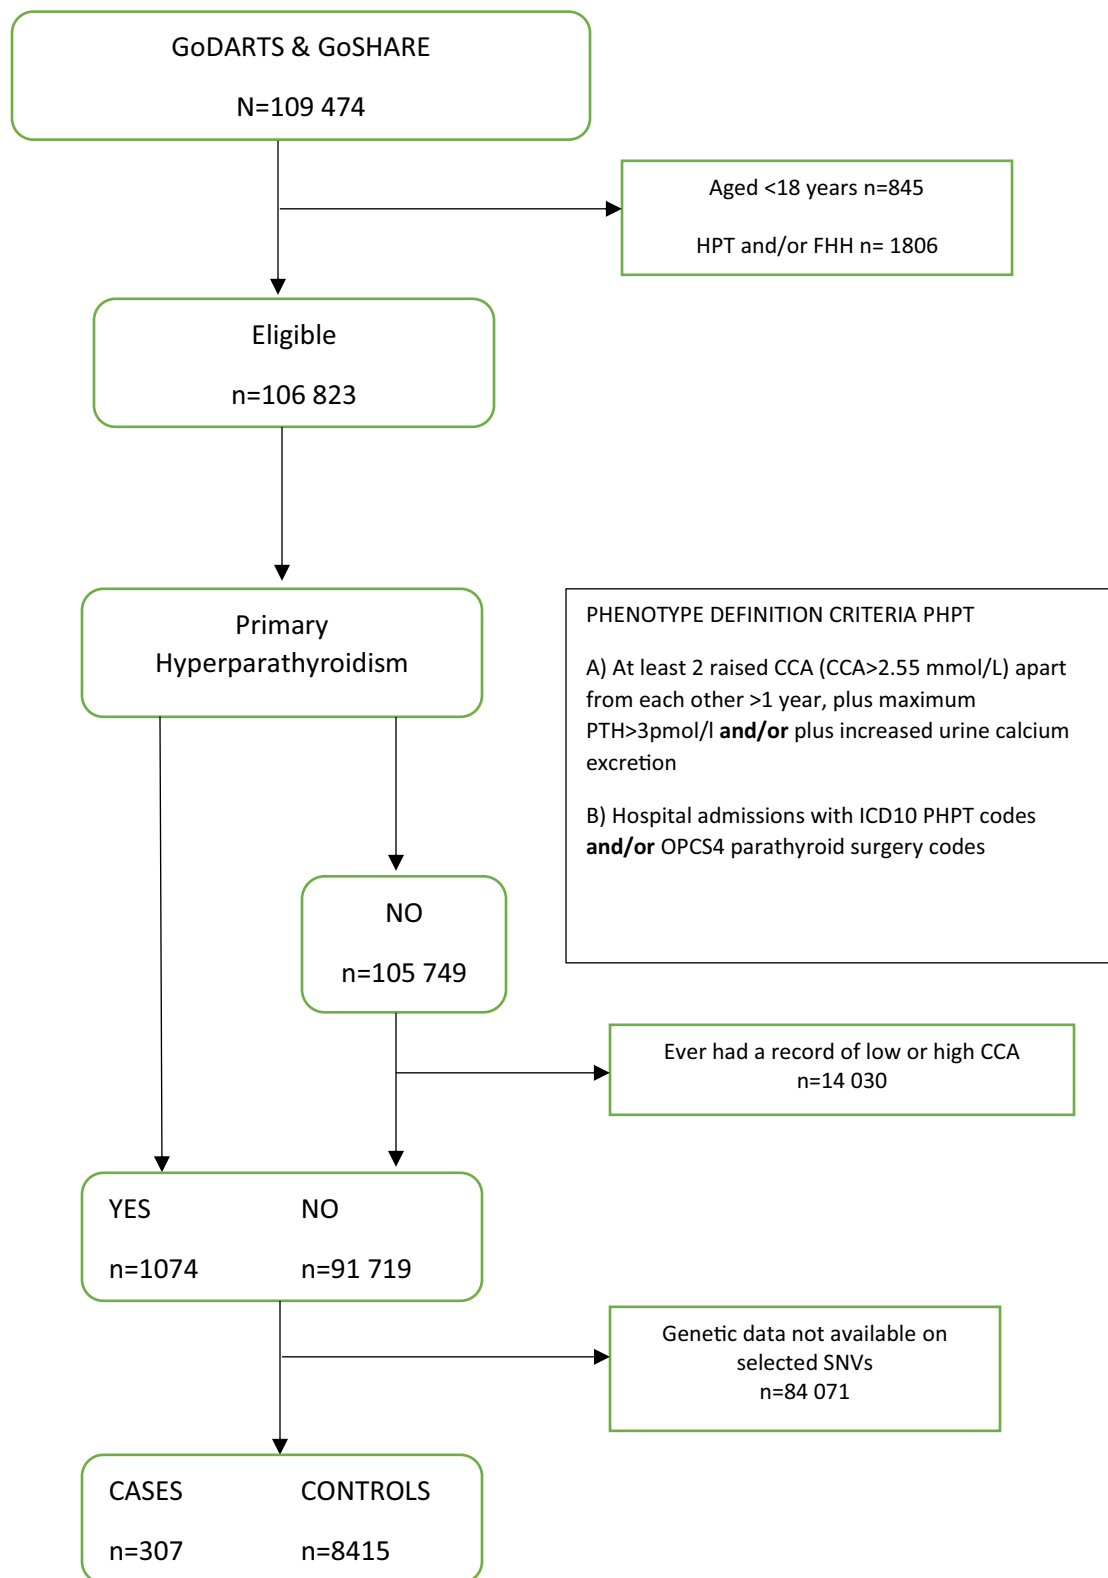 GoDARTS & GoSHARE
N=109 474
Aged <18 years n=845
HPT and/or FHH n= 1806
Eligible
n=106 823
Primary
Hyperparathyroidism
PHENOTYPE DEFINITION CRITERIA PHPT
A) At least 2 raised CCA (CCA>2.55 mmol/L) apart
from each other >1 year, plus maximum
PTH>3pmol/l and/or plus increased urine calcium
excretion
B) Hospital admissions with ICD10 PHPT codes
and/or OPCS4 parathyroid surgery codes
NO
n=105 749
Ever had a record of low or high CCA
n=14 030
YES NO
n=1074 n=91 719
Genetic data not available on
selected SNVs
n=84 071
CASES CONTROLS
n=307 n=8415